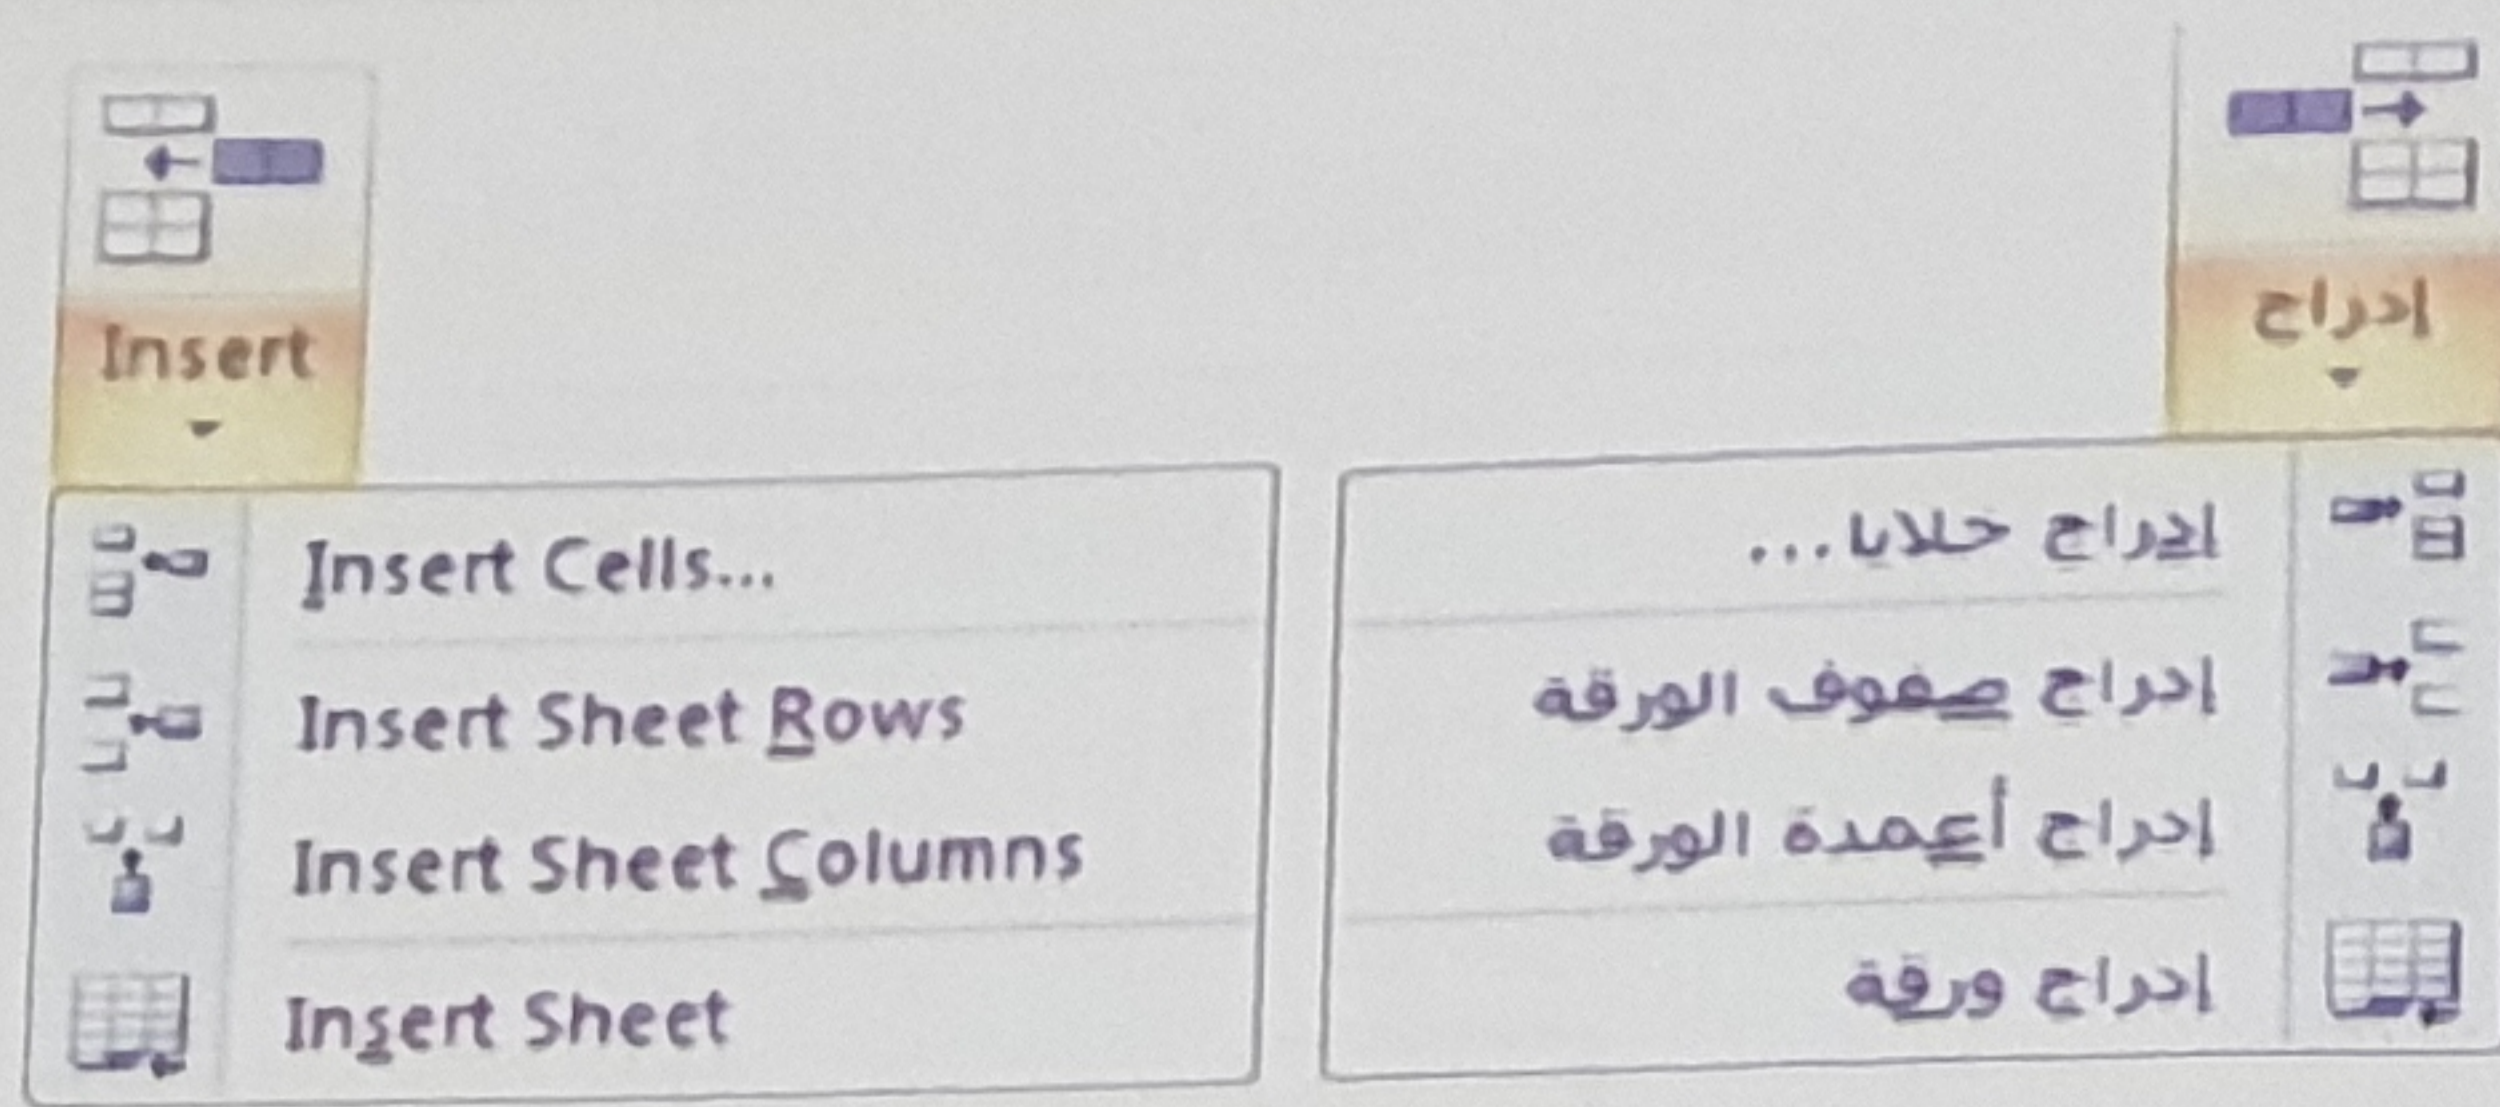 Insert
Insert Cells...
Insert Sheet Rows
Insert Sheet Columns
Insert Sheet
إدراج
إدراج خلايا...
إدراج صفوف الورقة
إدراج أعمدة الورقة
إدراج ورقة